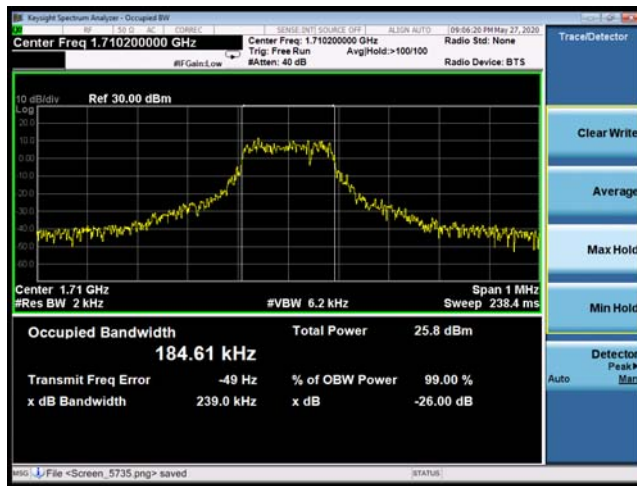 Keysight Spectrum Analyzer - Occupied BW
RF 50 Ω AC CORREC SENSE:INT SOURCE OFF ALIGN AUTO 09:06:20 PM May 27, 2020
Center Freq 1.710200000 GHz Center Freq: 1.710200000 GHz Radio Std: None Trace/Detector
Trig: Free Run Avg|Hold:>100/100
#IFGain:Low #Atten: 40 dB Radio Device: BTS
10 dB/div Ref 30.00 dBm
Log
20.0
10.0
0.00
-10.0
-20.0
-30.0
-40.0
-50.0
-60.0
Clear Write
Average
Max Hold
Min Hold
Center 1.71 GHz Span 1 MHz
#Res BW 2 kHz #VBW 6.2 kHz Sweep 238.4 ms
Occupied Bandwidth Total Power 25.8 dBm
184.61 kHz
Transmit Freq Error -49 Hz % of OBW Power 99.00 %
x dB Bandwidth 239.0 kHz x dB -26.00 dB
Detector
Peak
Auto Man
MSG File <Screen_5735.png> saved STATUS